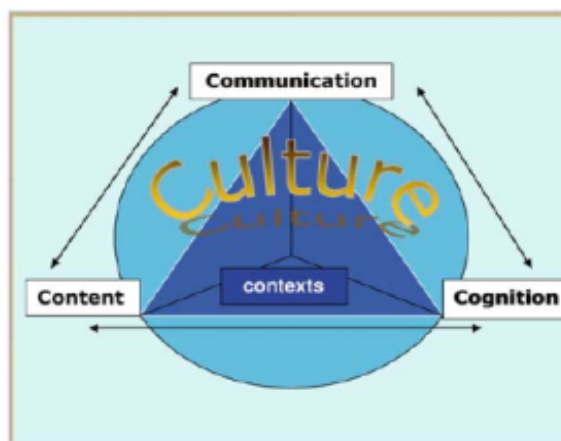 Communication
Culture
Culture
contexts
Content
Cognition